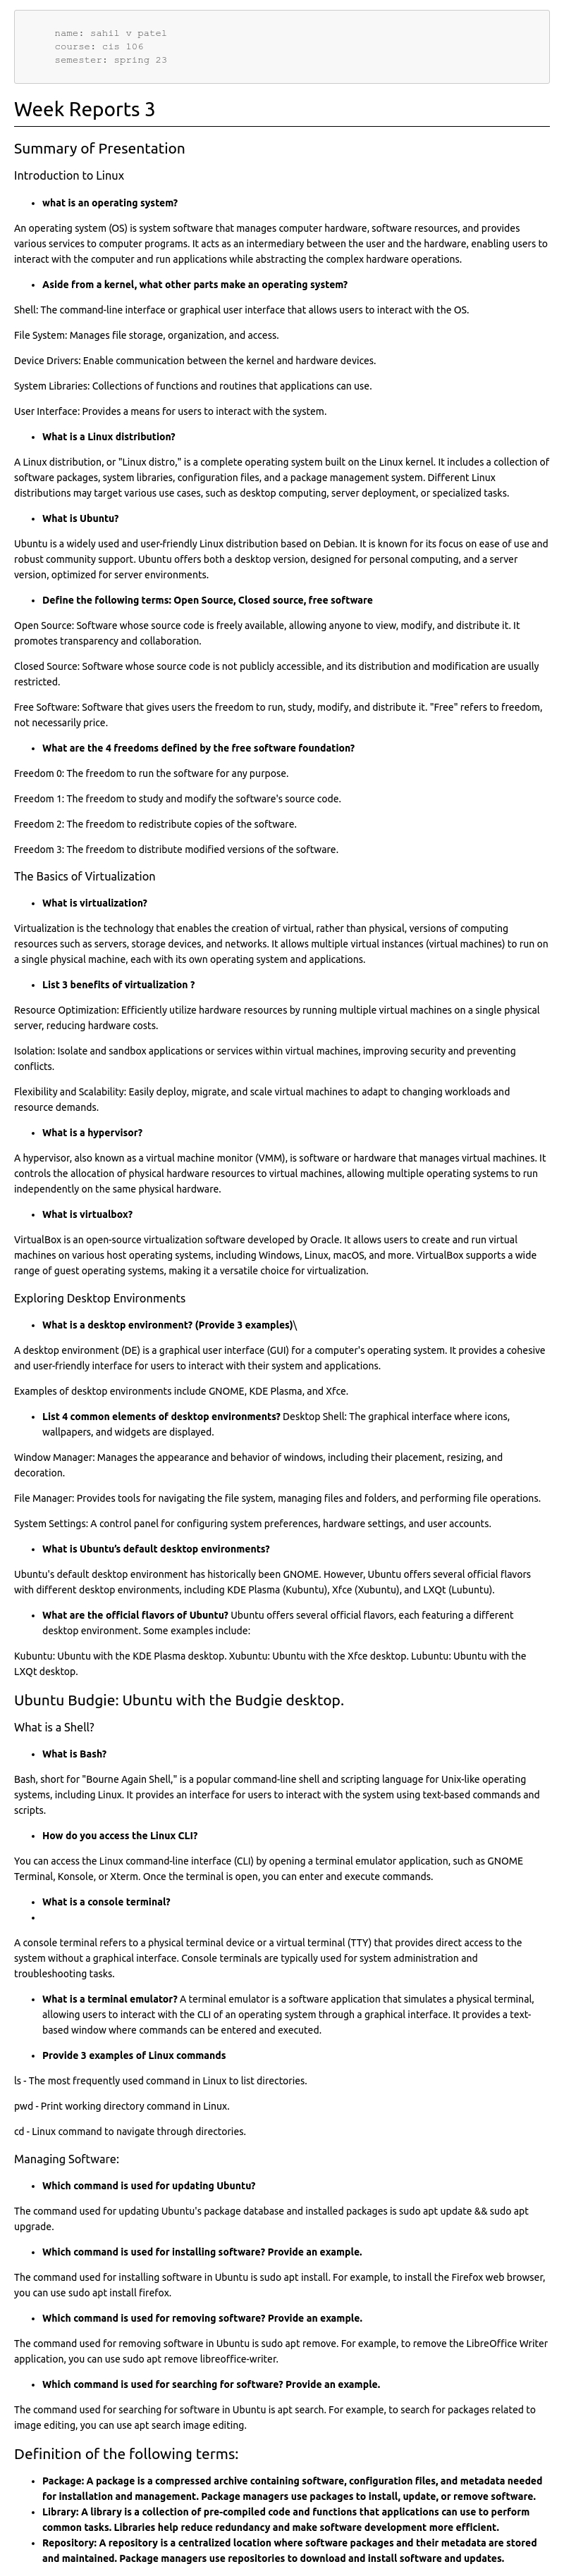 name: sahil v patel
course: cis 106
semester: spring 23
Week Reports 3
Summary of Presentation
Introduction to Linux
• what is an operating system?
An operating system (OS) is system software that manages computer hardware, software resources, and provides
various services to computer programs. It acts as an intermediary between the user and the hardware, enabling users to
interact with the computer and run applications while abstracting the complex hardware operations.
• Aside from a kernel, what other parts make an operating system?
Shell: The command-line interface or graphical user interface that allows users to interact with the OS.
File System: Manages file storage, organization, and access.
Device Drivers: Enable communication between the kernel and hardware devices.
System Libraries: Collections of functions and routines that applications can use.
User Interface: Provides a means for users to interact with the system.
• What is a Linux distribution?
A Linux distribution, or "Linux distro," is a complete operating system built on the Linux kernel. It includes a collection of
software packages, system libraries, configuration files, and a package management system. Different Linux
distributions may target various use cases, such as desktop computing, server deployment, or specialized tasks.
• What is Ubuntu?
Ubuntu is a widely used and user-friendly Linux distribution based on Debian. It is known for its focus on ease of use and
robust community support. Ubuntu offers both a desktop version, designed for personal computing, and a server
version, optimized for server environments.
• Define the following terms: Open Source, Closed source, free software
Open Source: Software whose source code is freely available, allowing anyone to view, modify, and distribute it. It
promotes transparency and collaboration.
Closed Source: Software whose source code is not publicly accessible, and its distribution and modification are usually
restricted.
Free Software: Software that gives users the freedom to run, study, modify, and distribute it. "Free" refers to freedom,
not necessarily price.
• What are the 4 freedoms defined by the free software foundation?
Freedom 0: The freedom to run the software for any purpose.
Freedom 1: The freedom to study and modify the software's source code.
Freedom 2: The freedom to redistribute copies of the software.
Freedom 3: The freedom to distribute modified versions of the software.
The Basics of Virtualization
• What is virtualization?
Virtualization is the technology that enables the creation of virtual, rather than physical, versions of computing
resources such as servers, storage devices, and networks. It allows multiple virtual instances (virtual machines) to run on
a single physical machine, each with its own operating system and applications.
• List 3 benefits of virtualization ?
Resource Optimization: Efficiently utilize hardware resources by running multiple virtual machines on a single physical
server, reducing hardware costs.
Isolation: Isolate and sandbox applications or services within virtual machines, improving security and preventing
conflicts.
Flexibility and Scalability: Easily deploy, migrate, and scale virtual machines to adapt to changing workloads and
resource demands.
• What is a hypervisor?
A hypervisor, also known as a virtual machine monitor (VMM), is software or hardware that manages virtual machines. It
controls the allocation of physical hardware resources to virtual machines, allowing multiple operating systems to run
independently on the same physical hardware.
• What is virtualbox?
VirtualBox is an open-source virtualization software developed by Oracle. It allows users to create and run virtual
machines on various host operating systems, including Windows, Linux, macOS, and more. VirtualBox supports a wide
range of guest operating systems, making it a versatile choice for virtualization.
Exploring Desktop Environments
• What is a desktop environment? (Provide 3 examples)\
A desktop environment (DE) is a graphical user interface (GUI) for a computer's operating system. It provides a cohesive
and user-friendly interface for users to interact with their system and applications.
Examples of desktop environments include GNOME, KDE Plasma, and Xfce.
• List 4 common elements of desktop environments? Desktop Shell: The graphical interface where icons,
wallpapers, and widgets are displayed.
Window Manager: Manages the appearance and behavior of windows, including their placement, resizing, and
decoration.
File Manager: Provides tools for navigating the file system, managing files and folders, and performing file operations.
System Settings: A control panel for configuring system preferences, hardware settings, and user accounts.
• What is Ubuntu’s default desktop environments?
Ubuntu's default desktop environment has historically been GNOME. However, Ubuntu offers several official flavors
with different desktop environments, including KDE Plasma (Kubuntu), Xfce (Xubuntu), and LXQt (Lubuntu).
• What are the official flavors of Ubuntu? Ubuntu offers several official flavors, each featuring a different
desktop environment. Some examples include:
Kubuntu: Ubuntu with the KDE Plasma desktop. Xubuntu: Ubuntu with the Xfce desktop. Lubuntu: Ubuntu with the
LXQt desktop.
Ubuntu Budgie: Ubuntu with the Budgie desktop.
What is a Shell?
• What is Bash?
Bash, short for "Bourne Again Shell," is a popular command-line shell and scripting language for Unix-like operating
systems, including Linux. It provides an interface for users to interact with the system using text-based commands and
scripts.
• How do you access the Linux CLI?
You can access the Linux command-line interface (CLI) by opening a terminal emulator application, such as GNOME
Terminal, Konsole, or Xterm. Once the terminal is open, you can enter and execute commands.
• What is a console terminal?
•
A console terminal refers to a physical terminal device or a virtual terminal (TTY) that provides direct access to the
system without a graphical interface. Console terminals are typically used for system administration and
troubleshooting tasks.
• What is a terminal emulator? A terminal emulator is a software application that simulates a physical terminal,
allowing users to interact with the CLI of an operating system through a graphical interface. It provides a text-
based window where commands can be entered and executed.
• Provide 3 examples of Linux commands
ls - The most frequently used command in Linux to list directories.
pwd - Print working directory command in Linux.
cd - Linux command to navigate through directories.
Managing Software:
• Which command is used for updating Ubuntu?
The command used for updating Ubuntu's package database and installed packages is sudo apt update && sudo apt
upgrade.
• Which command is used for installing software? Provide an example.
The command used for installing software in Ubuntu is sudo apt install. For example, to install the Firefox web browser,
you can use sudo apt install firefox.
• Which command is used for removing software? Provide an example.
The command used for removing software in Ubuntu is sudo apt remove. For example, to remove the LibreOffice Writer
application, you can use sudo apt remove libreoffice-writer.
• Which command is used for searching for software? Provide an example.
The command used for searching for software in Ubuntu is apt search. For example, to search for packages related to
image editing, you can use apt search image editing.
Definition of the following terms:
• Package: A package is a compressed archive containing software, configuration files, and metadata needed
for installation and management. Package managers use packages to install, update, or remove software.
• Library: A library is a collection of pre-compiled code and functions that applications can use to perform
common tasks. Libraries help reduce redundancy and make software development more efficient.
• Repository: A repository is a centralized location where software packages and their metadata are stored
and maintained. Package managers use repositories to download and install software and updates.